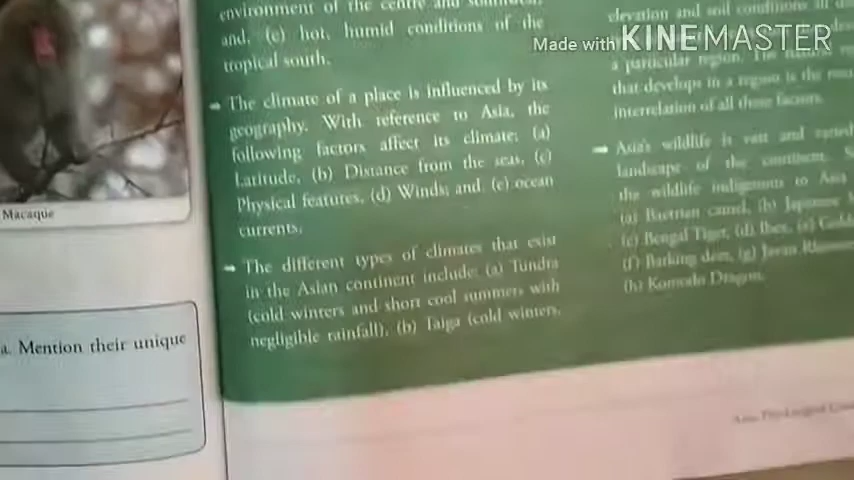 Macaque
a. Mention their unique
environment of the centre and
and, (c) hot, humid conditions of the
tropical south.
➞ The climate of a place is influenced by its
geography. With reference to Asia, the
following factors affect its climate: (a)
Latitude, (b) Distance from the seas, (c)
Physical features, (d) Winds; and (e) ocean
currents.
➞ The different types of climates that exist
in the Asian continent include: (a) Tundra
(cold winters and short cool summers with
negligible rainfall), (b) Taiga (cold winters,
Made with KINEMASTER
elevation and soil conditions all
a particular region. The
that develops in a region is the
interrelation of all these factors.
➞ Asia's wildlife is vast and varied
landscape of the continent.
the wildlife indigenous to Asia
(a) Bactrian camel, (b) Japanese
(c) Bengal Tiger, (d) Ibex, (e)
(f) Barking deer, (g) Javan
(h) Komodo Dragon.